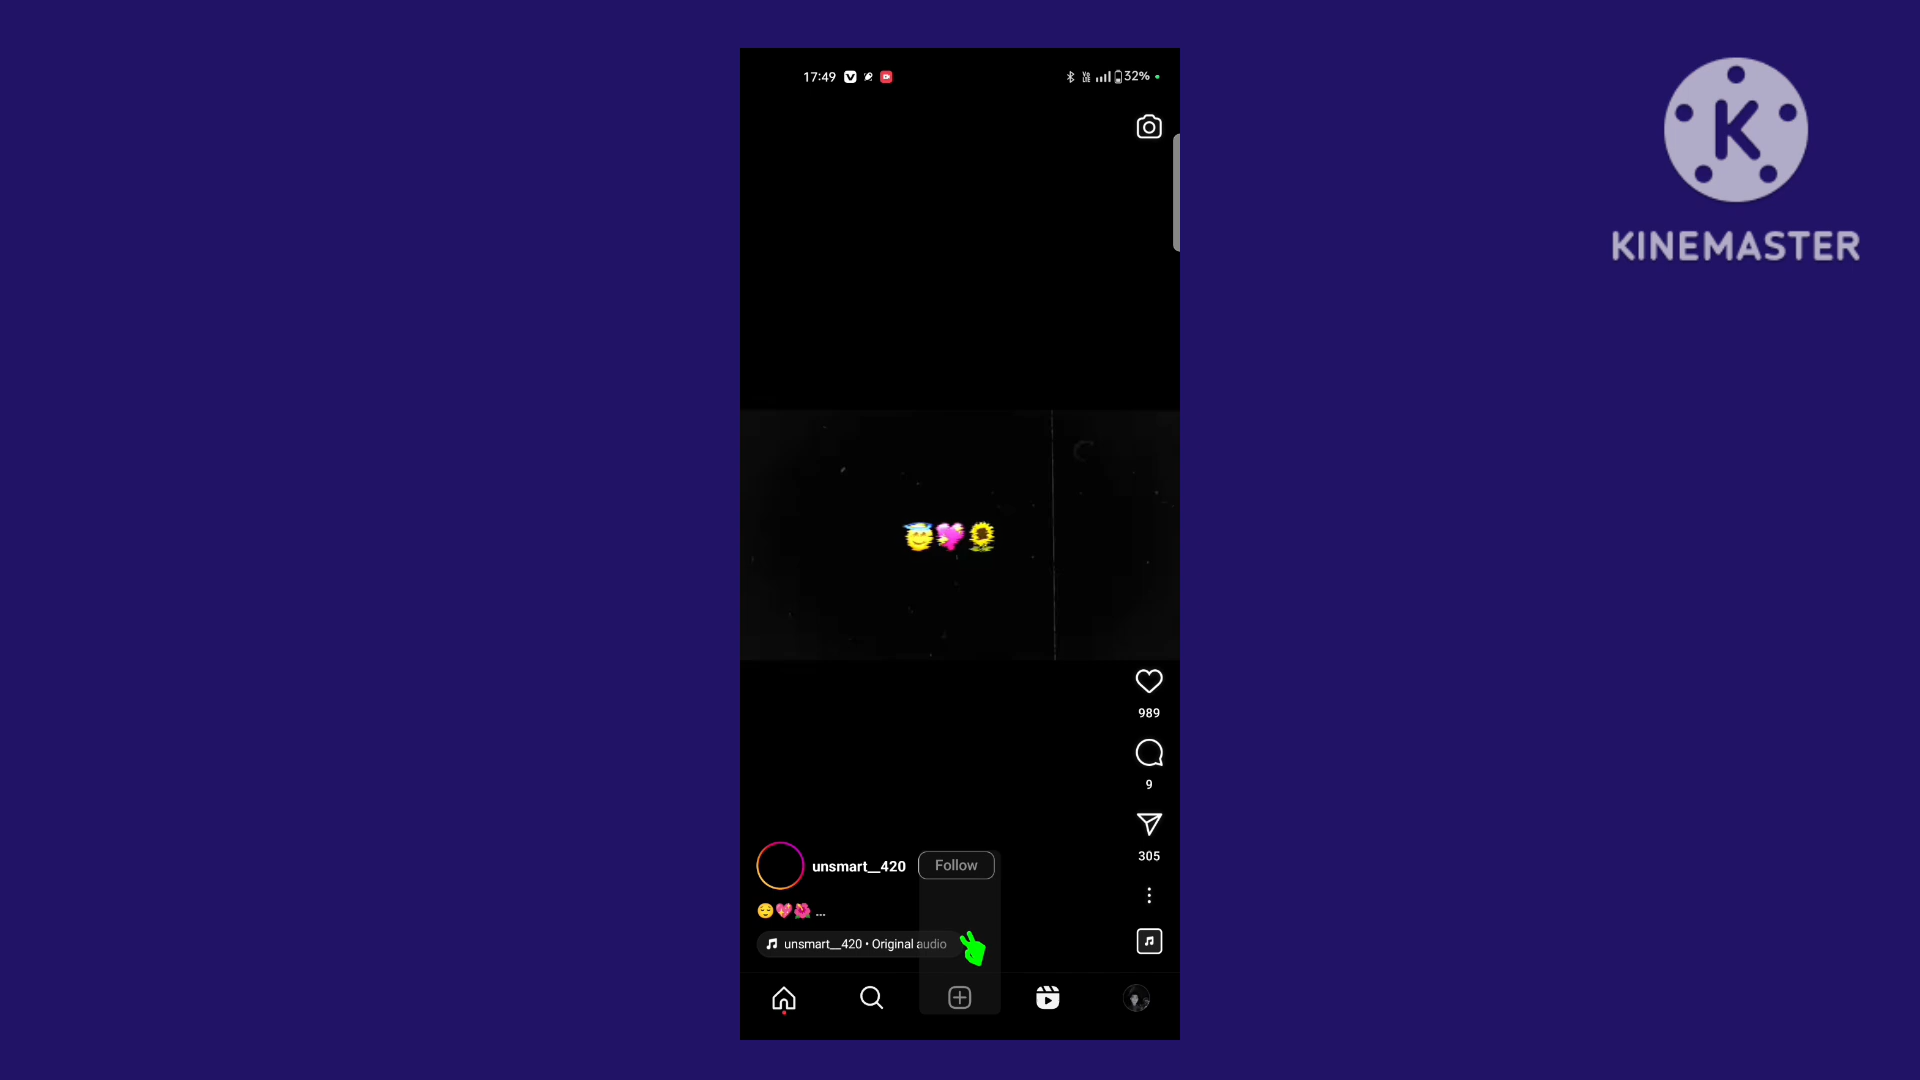 17:49
32%
K
KINEMASTER
989
9
unsmart__420 Follow
305
...
unsmart__420 • Original audio